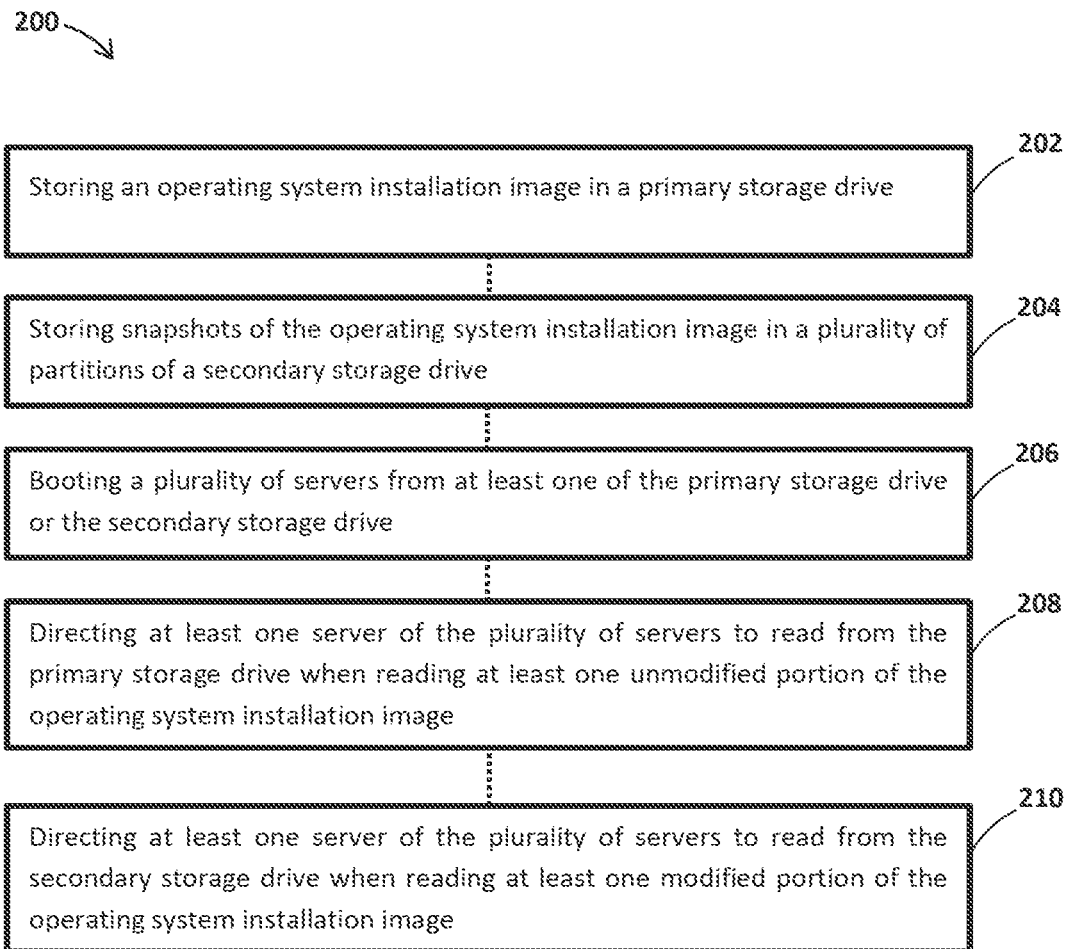 200
202
Storing an operating system installation image in a primary storage drive
204
Storing snapshots of the operating system installation image in a plurality of
partitions of a secondary storage drive
206
Booting a plurality of servers from at least one of the primary storage drive
or the secondary storage drive
208
Directing at least one server of the plurality of servers to read from the
primary storage drive when reading at least one unmodified portion of the
operating system installation image
210
Directing at least one server of the plurality of servers to read from the
secondary storage drive when reading at least one modified portion of the
operating system installation image